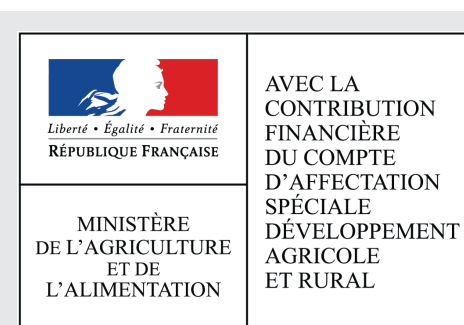 Liberté • Égalité • Fraternité
RÉPUBLIQUE FRANÇAISE
MINISTÈRE
DE L'AGRICULTURE
ET DE
L'ALIMENTATION
AVEC LA
CONTRIBUTION
FINANCIÈRE
DU COMPTE
D'AFFECTATION
SPÉCIALE
DÉVELOPPEMENT
AGRICOLE
ET RURAL